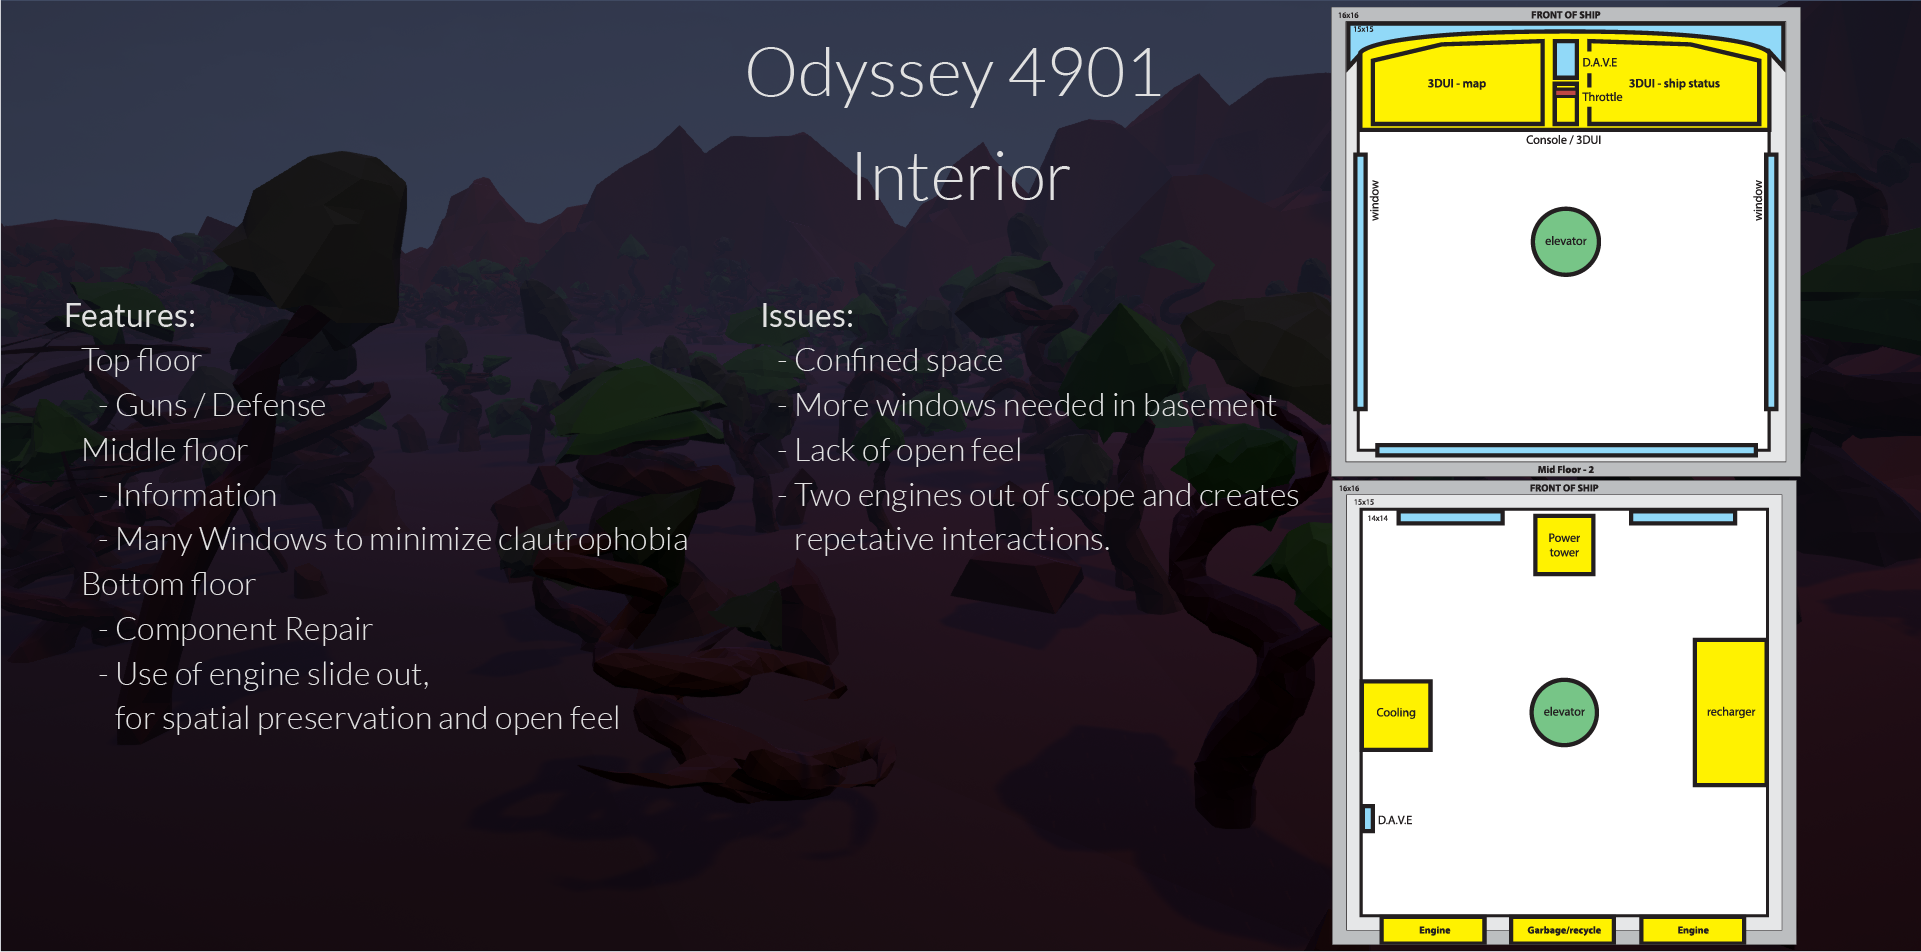 Odyssey 4901
Interior
Features:
Top floor
- Guns / Defense
Middle floor
- Information
- Many Windows to minimize clautrophobia
Bottom floor
- Component Repair
- Use of engine slide out,
for spatial preservation and open feel
Issues:
- Confined space
- More windows needed in basement
- Lack of open feel
- Two engines out of scope and creates
repetative interactions.
16x16
FRONT OF SHIP
15x15
D.A.V.E
3DUI - map
3DUI - ship status
Throttle
Console / 3DUI
window
window
elevator
Mid Floor - 2
16x16
FRONT OF SHIP
15x15
14x14
Power
tower
Cooling
elevator
recharger
D.A.V.E
Engine
Garbage/recycle
Engine